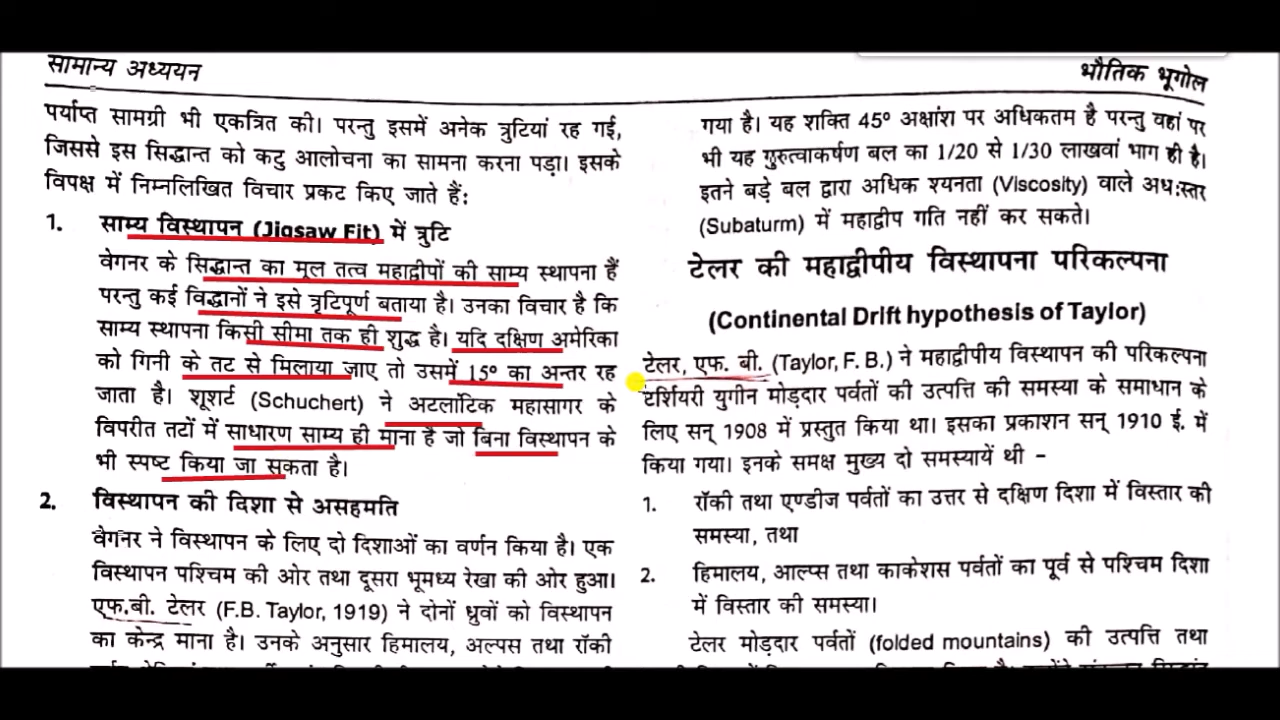 सामान्य अध्ययन
भौतिक भूगोल
पर्याप्त सामग्री भी एकत्रित की। परन्तु इसमें अनेक त्रुटियां रह गई,
जिससे इस सिद्धान्त को कटु आलोचना का सामना करना पड़ा। इसके
विपक्ष में निम्नलिखित विचार प्रकट किए जाते हैं:
1. साम्य विस्थापन (Jigsaw Fit) में त्रुटि
वेगनर के सिद्धान्त का मूल तत्व महाद्वीपों की साम्य स्थापना हैं
परन्तु कई विद्वानों ने इसे त्रृटिपूर्ण बताया है। उनका विचार है कि
साम्य स्थापना किसी सीमा तक ही शुद्ध है। यदि दक्षिण अमेरिका
को गिनी के तट से मिलाया जाए तो उसमें 15º का अन्तर रह
जाता है। शूशर्ट (Schuchert) ने अटलांटिक महासागर के
विपरीत तटों में साधारण साम्य ही माना है जो बिना विस्थापन के
भी स्पष्ट किया जा सकता है।
2. विस्थापन की दिशा से असहमति
वेगनर ने विस्थापन के लिए दो दिशाओं का वर्णन किया है। एक
विस्थापन पश्चिम की ओर तथा दूसरा भूमध्य रेखा की ओर हुआ।
एफ.बी. टेलर (F.B. Taylor, 1919) ने दोनों ध्रुवों को विस्थापन
का केन्द्र माना है। उनके अनुसार हिमालय, अल्पस तथा रॉकी
गया है। यह शक्ति 45º अक्षांश पर अधिकतम है परन्तु वहां पर
भी यह गुरुत्वाकर्षण बल का 1/20 से 1/30 लाखवां भाग ही है।
इतने बड़े बल द्वारा अधिक श्यनता (Viscosity) वाले अध:स्तर
(Subaturm) में महाद्वीप गति नहीं कर सकते।
टेलर की महाद्वीपीय विस्थापना परिकल्पना
(Continental Drift hypothesis of Taylor)
टेलर, एफ. बी. (Taylor, F. B.) ने महाद्वीपीय विस्थापन की परिकल्पना
टर्शियरी युगीन मोड़दार पर्वतों की उत्पत्ति की समस्या के समाधान के
लिए सन् 1908 में प्रस्तुत किया था। इसका प्रकाशन सन् 1910 ई. में
किया गया। इनके समक्ष मुख्य दो समस्यायें थी -
1. रॉकी तथा एण्डीज पर्वतों का उत्तर से दक्षिण दिशा में विस्तार की
समस्या, तथा
2. हिमालय, आल्प्स तथा काकेशस पर्वतों का पूर्व से पश्चिम दिशा
में विस्तार की समस्या।
टेलर मोड़दार पर्वतों (folded mountains) की उत्पत्ति तथा